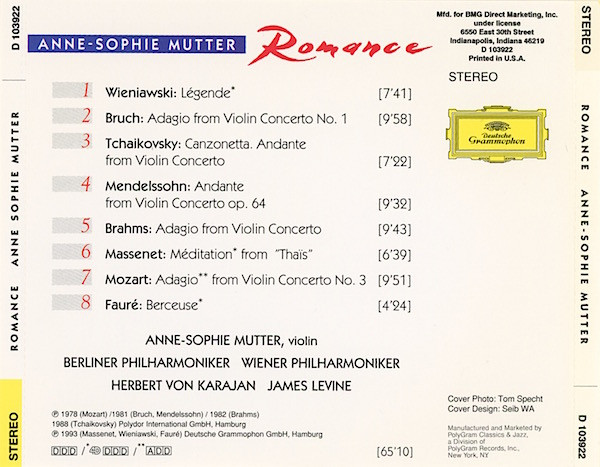 D 103922
ROMANCE ANNE SOPHIE MUTTER
STEREO
ANNE-SOPHIE MUTTER Romance
Mfd. for BMG Direct Marketing, Inc.
under license
6550 East 30th Street
Indianapolis, Indiana 46219
D 103922
Printed in U.S.A.
STEREO
Deutsche
Grammophon
1 Wieniawski: Légende* [7'41]
2 Bruch: Adagio from Violin Concerto No. 1 [9'58]
3 Tchaikovsky: Canzonetta. Andante
from Violin Concerto [7'22]
4 Mendelssohn: Andante
from Violin Concerto op. 64 [9'32]
5 Brahms: Adagio from Violin Concerto [9'43]
6 Massenet: Méditation* from "Thaïs" [6'39]
7 Mozart: Adagio** from Violin Concerto No. 3 [9'51]
8 Fauré: Berceuse* [4'24]
ANNE-SOPHIE MUTTER, violin
BERLINER PHILHARMONIKER WIENER PHILHARMONIKER
HERBERT VON KARAJAN JAMES LEVINE
℗ 1978 (Mozart) /1981 (Bruch, Mendelssohn) / 1982 (Brahms)
1988 (Tchaikovsky) Polydor International GmbH, Hamburg
℗ 1993 (Massenet, Wieniawski, Fauré) Deutsche Grammophon GmbH, Hamburg
DDD /*4D DDD /**ADD [65'10]
Cover Photo: Tom Specht
Cover Design: Seib WA
Manufactured and Marketed by
PolyGram Classics & Jazz,
a Division of
PolyGram Records, Inc.,
New York, NY
STEREO
ROMANCE ANNE-SOPHIE MUTTER
D 103922